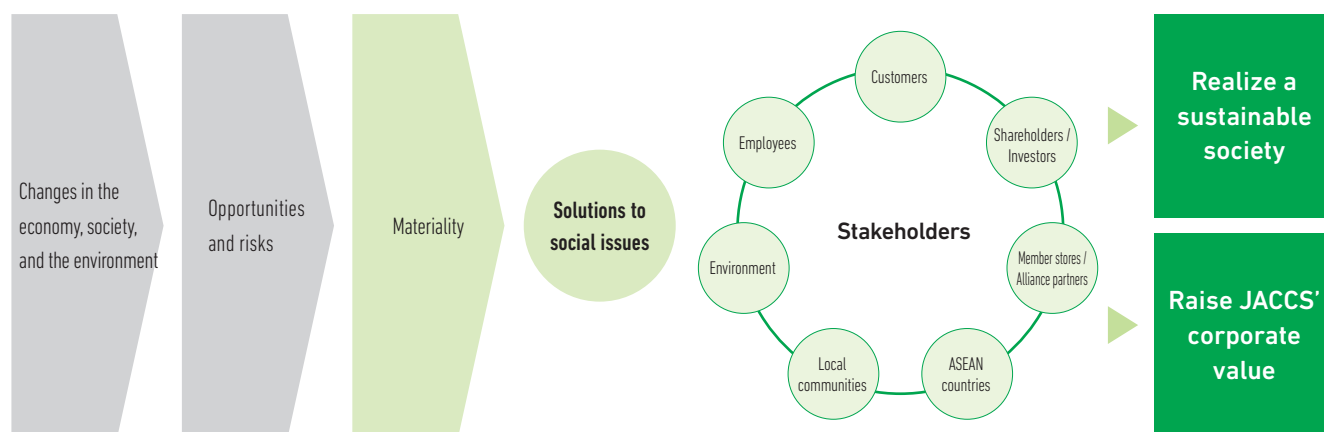 Changes in the
economy, society,
and the environment
Opportunities
and risks
Materiality
Solutions to
social issues
Stakeholders
Customers
Shareholders /
Investors
Member stores /
Alliance partners
ASEAN
countries
Local
communities
Environment
Employees
Realize a
sustainable
society
Raise JACCS’
corporate
value